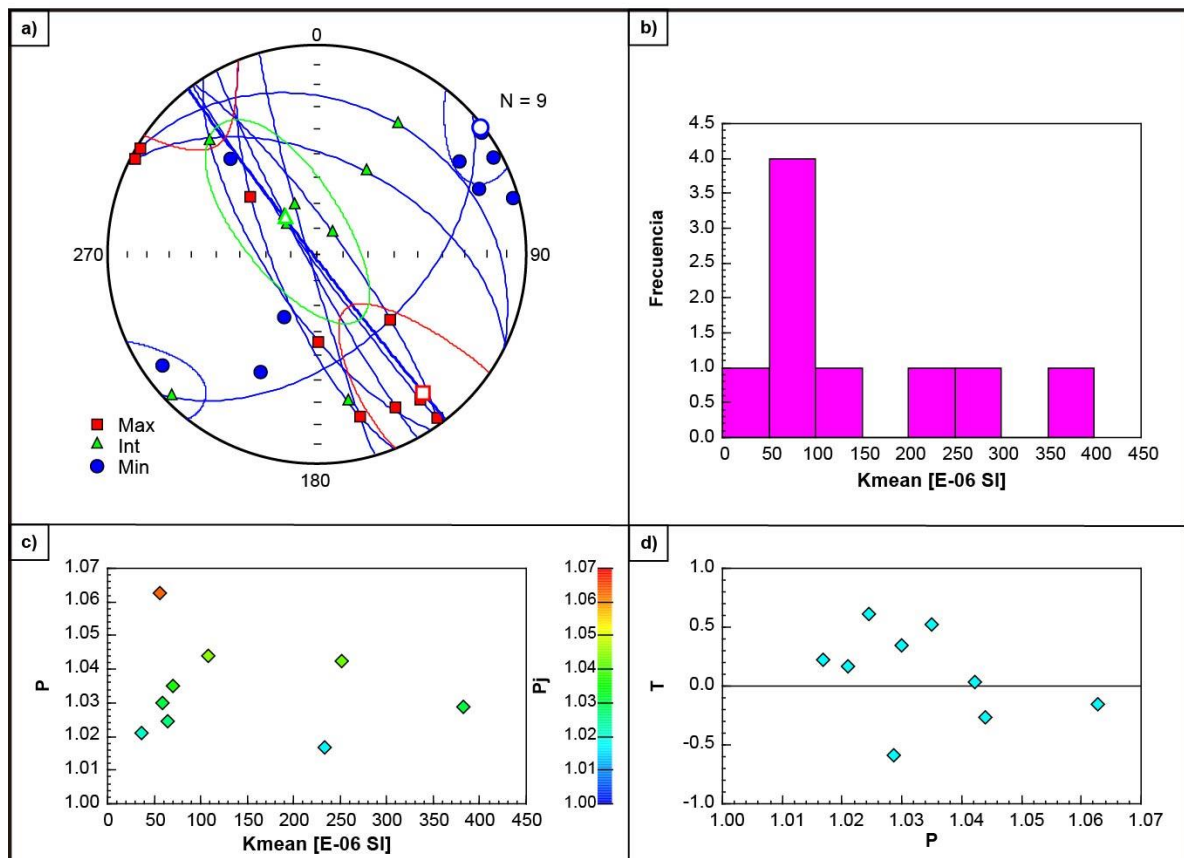 a)
0
N = 9
270
90
180
Max
Int
Min
b)
4.5
4.0
3.5
3.0
2.5
2.0
1.5
1.0
0.5
0.0
Frecuencia
0 50 100 150 200 250 300 350 400 450
Kmean [E-06 SI]
c)
1.07
1.06
1.05
1.04
1.03
1.02
1.01
1.00
P
0 50 100 150 200 250 300 350 400 450
Kmean [E-06 SI]
Pj
1.07
1.06
1.05
1.04
1.03
1.02
1.01
1.00
d)
1.0
0.5
0.0
-0.5
-1.0
T
1.00 1.01 1.02 1.03 1.04 1.05 1.06 1.07
P